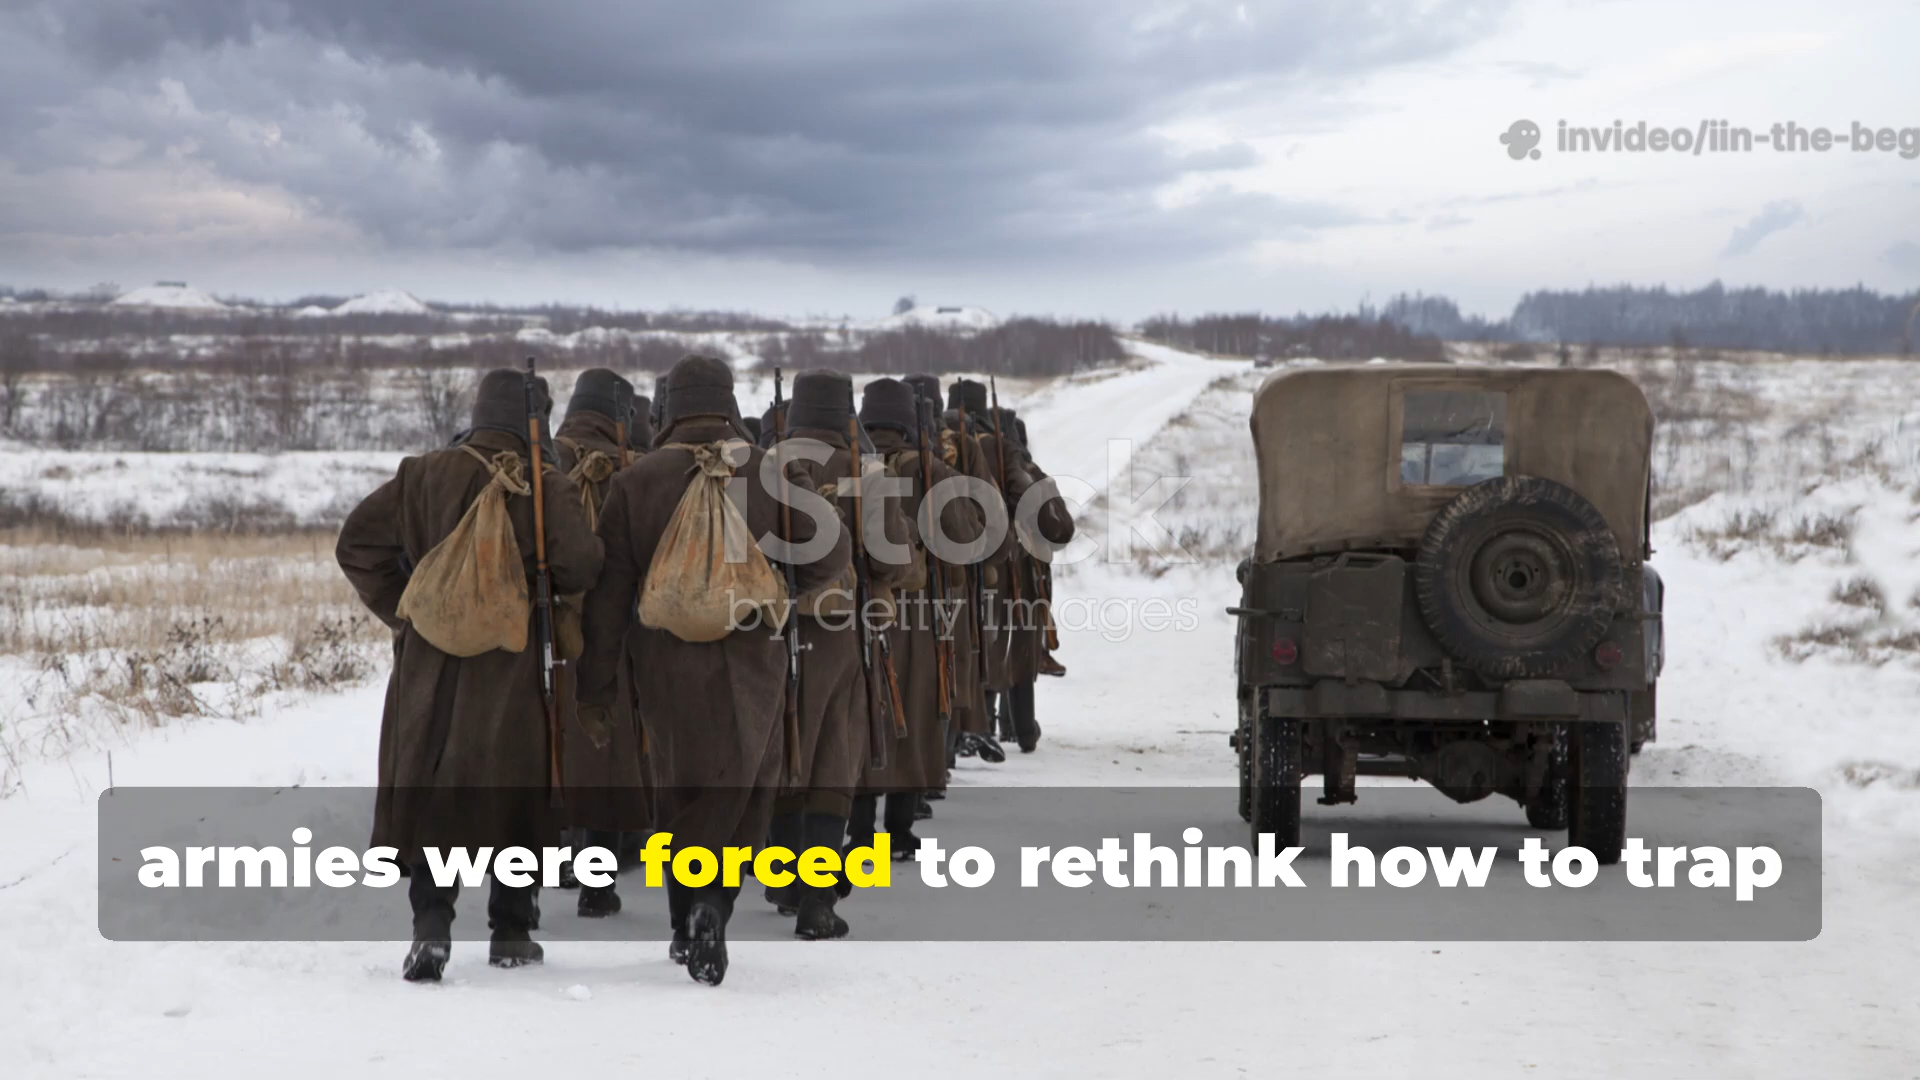 invideo/iin-the-beg
iStock
by Getty Images
armies were forced to rethink how to trap